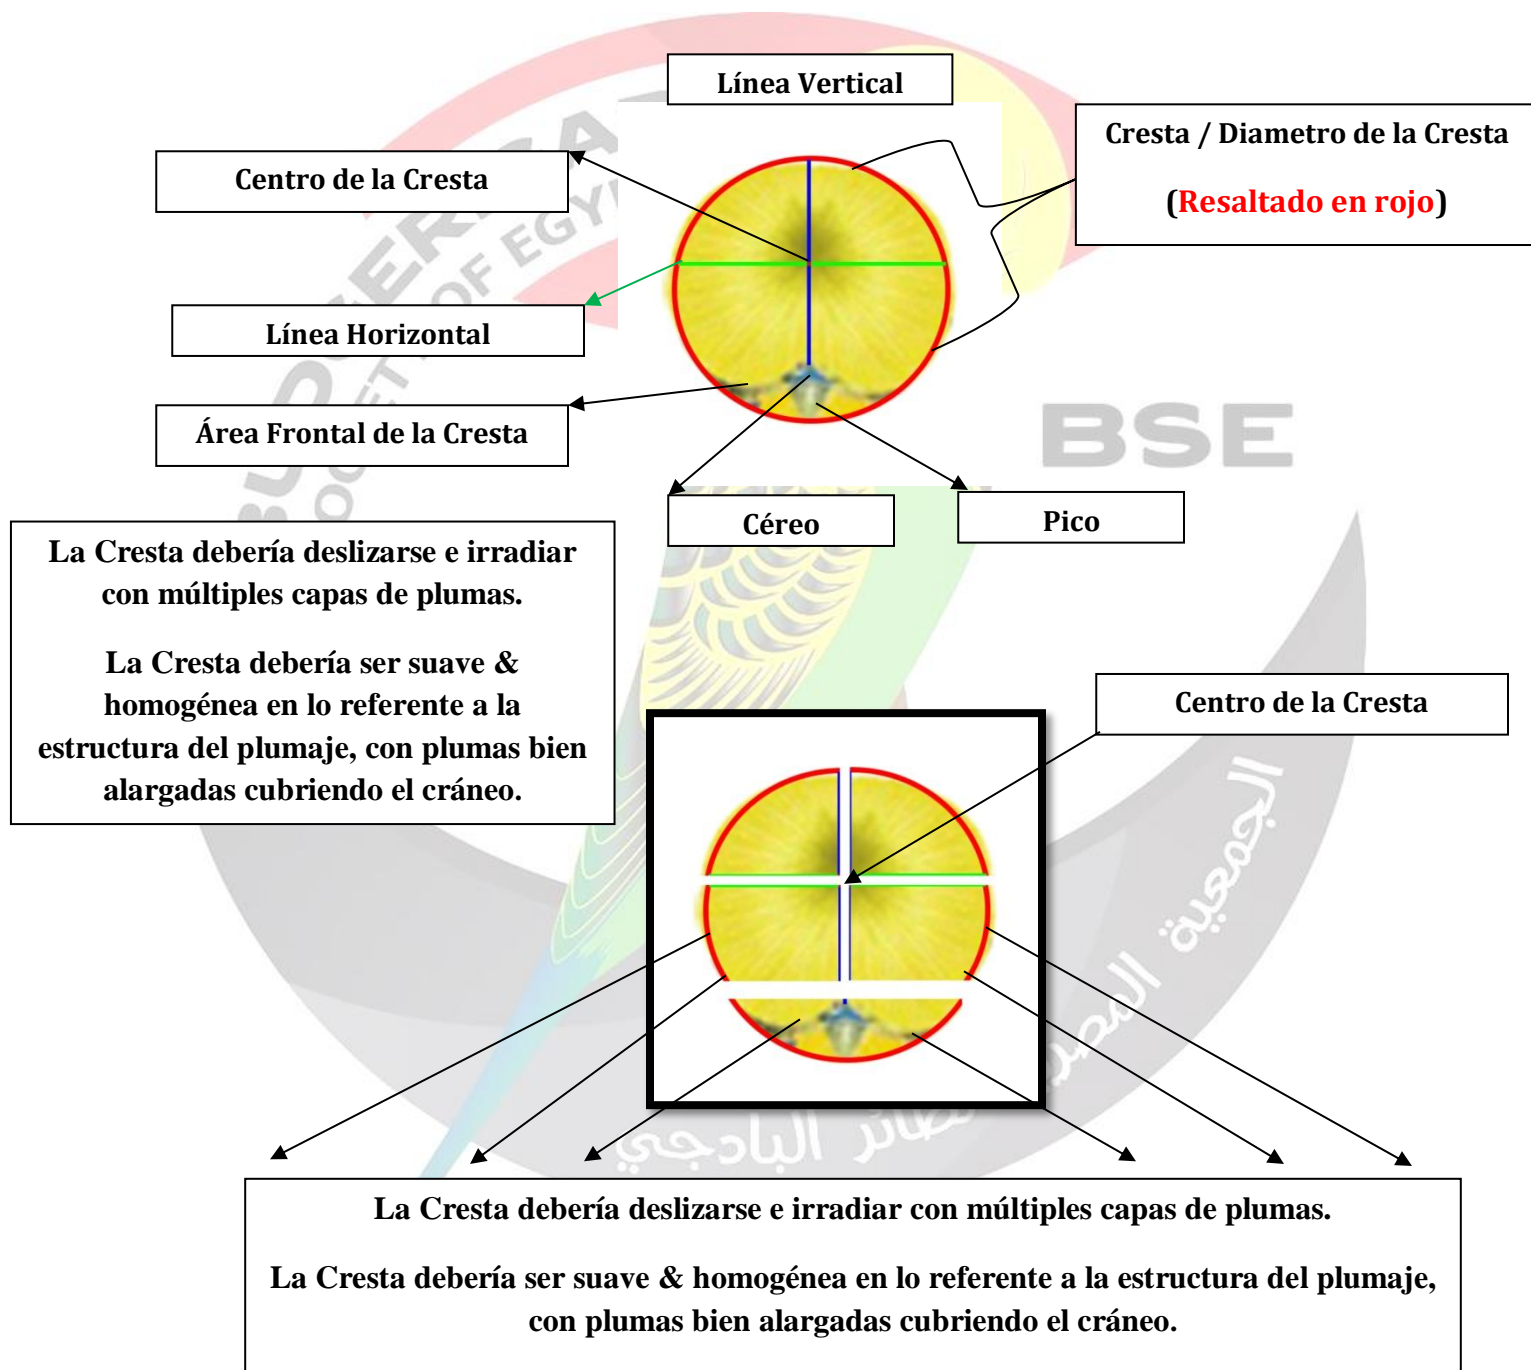 Línea Vertical
Cresta / Diametro de la Cresta
(Resaltado en rojo)
Centro de la Cresta
Línea Horizontal
Área Frontal de la Cresta
BSE
Céreo
Pico
La Cresta debería deslizarse e irradiar
con múltiples capas de plumas.
La Cresta debería ser suave &
homogénea en lo referente a la
estructura del plumaje, con plumas bien
alargadas cubriendo el cráneo.
Centro de la Cresta
الجمعية
البادجي
La Cresta debería deslizarse e irradiar con múltiples capas de plumas.
La Cresta debería ser suave & homogénea en lo referente a la estructura del plumaje,
con plumas bien alargadas cubriendo el cráneo.